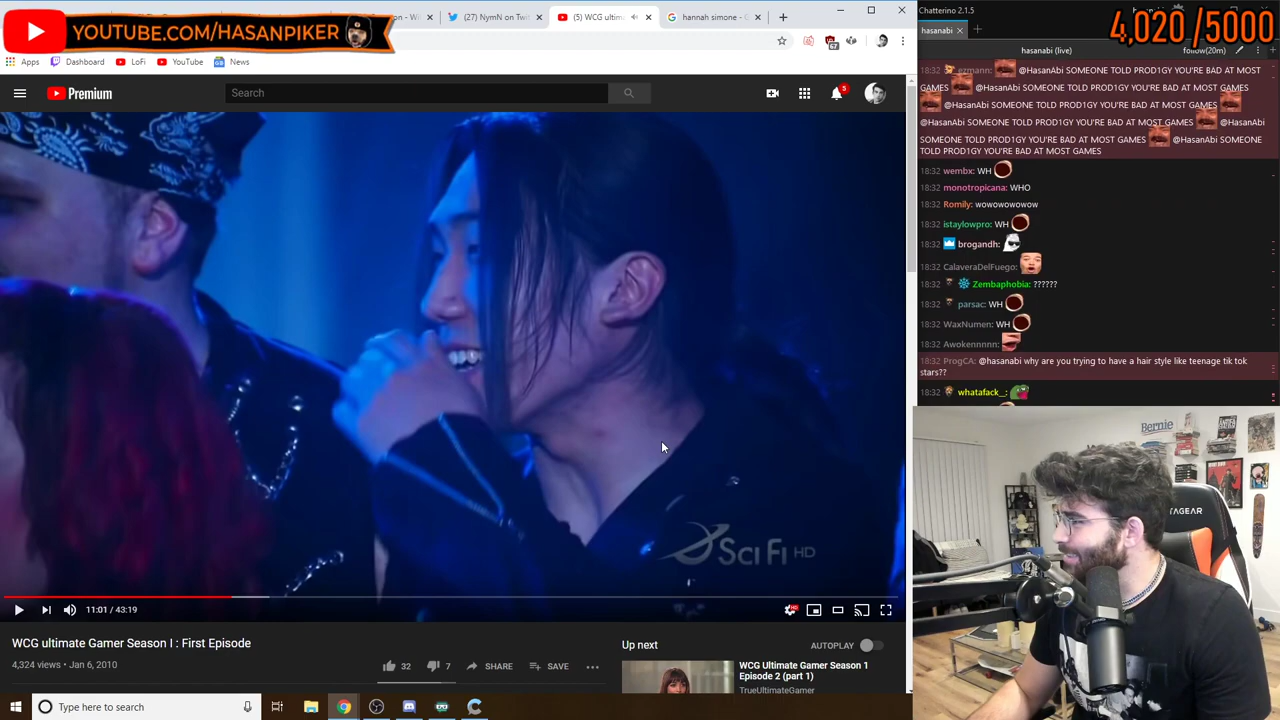 YOUTUBE.COM/HASANPIKER
(27) NymN on Twit
(5) WCG ultim
hannah simone - G
Chatterino 2.1.5
hasanabi
4,020 /5000
hasanabi (live)
follow(20m)
Apps
Dashboard
LoFi
YouTube
News
67
Premium
Search
5
18:32 ezmann: @HasanAbi SOMEONE TOLD PROD1GY YOU'RE BAD AT MOST
GAMES @HasanAbi SOMEONE TOLD PROD1GY YOU'RE BAD AT MOST GAMES
@HasanAbi SOMEONE TOLD PROD1GY YOU'RE BAD AT MOST GAMES
@HasanAbi SOMEONE TOLD PROD1GY YOU'RE BAD AT MOST GAMES @HasanAbi
SOMEONE TOLD PROD1GY YOU'RE BAD AT MOST GAMES @HasanAbi SOMEONE
TOLD PROD1GY YOU'RE BAD AT MOST GAMES
18:32 wembx: WH
18:32 monotropicana: WHO
18:32 Romily: wowowowowow
18:32 istaylowpro: WH
18:32 brogandh:
18:32 CalaveraDelFuego:
18:32 Zembaphobia: ??????
18:32 parsac: WH
18:32 WaxNumen: WH
18:32 Awokennnnn:
18:32 ProgCA: @hasanabi why are you trying to have a hair style like teenage tik tok
stars??
18:32 whatafack_:
SCI FI HD
11:01 / 43:19
HD
WCG ultimate Gamer Season I : First Episode
4,324 views • Jan 6, 2010
32
7
SHARE
SAVE
Up next
AUTOPLAY
WCG Ultimate Gamer Season 1
Episode 2 (part 1)
TrueUltimateGamer
Bernie
Type here to search